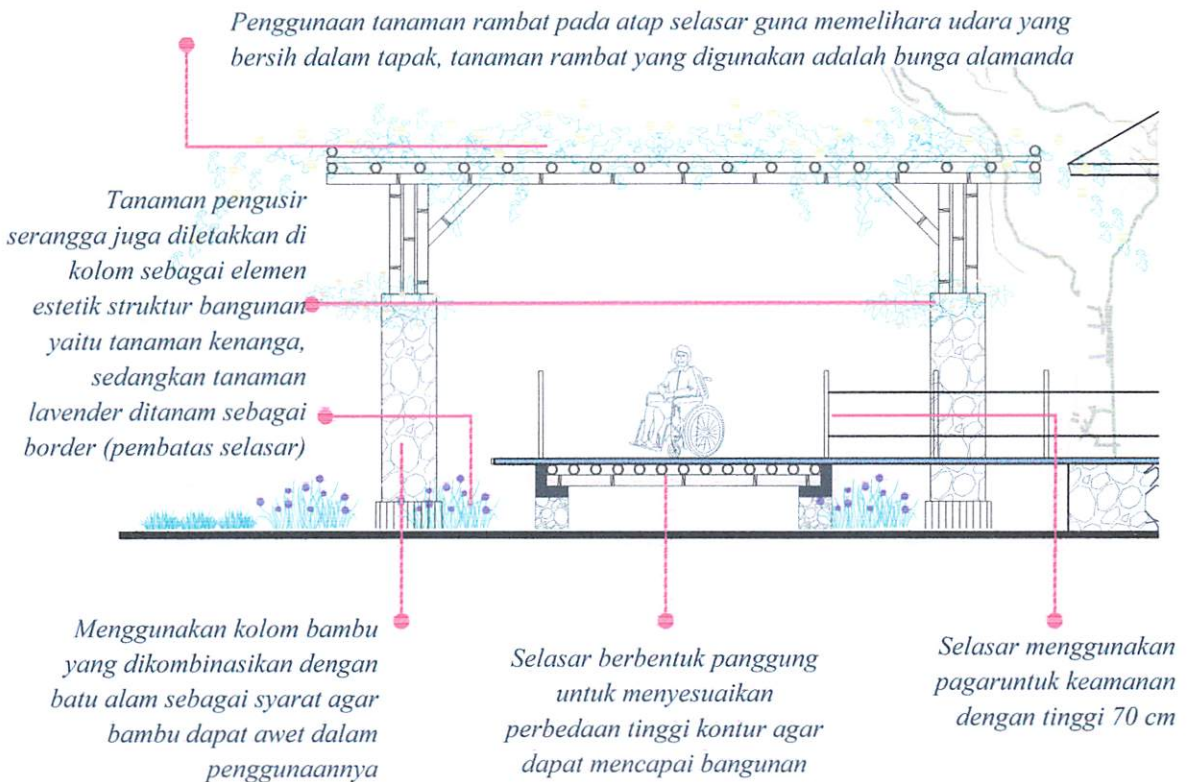 Penggunaan tanaman rambat pada atap selasar guna memelihara udara yang
bersih dalam tapak, tanaman rambat yang digunakan adalah bunga alamanda
Tanaman pengusir
serangga juga diletakkan di
kolom sebagai elemen
estetik struktur bangunan
yaitu tanaman kenanga,
sedangkan tanaman
lavender ditanam sebagai
border (pembatas selasar)
Menggunakan kolom bambu
yang dikombinasikan dengan
batu alam sebagai syarat agar
bambu dapat awet dalam
penggunaannya
Selasar berbentuk panggung
untuk menyesuaikan
perbedaan tinggi kontur agar
dapat mencapai bangunan
Selasar menggunakan
pagaruntuk keamanan
dengan tinggi 70 cm